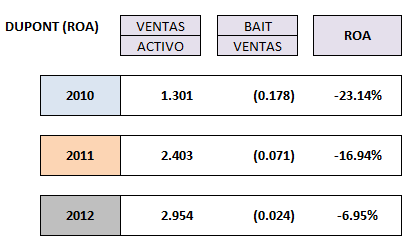 DUPONT (ROA) VENTAS BAIT ROA
ACTIVO VENTAS
2010 1.301 (0.178) -23.14%
2011 2.403 (0.071) -16.94%
2012 2.954 (0.024) -6.95%